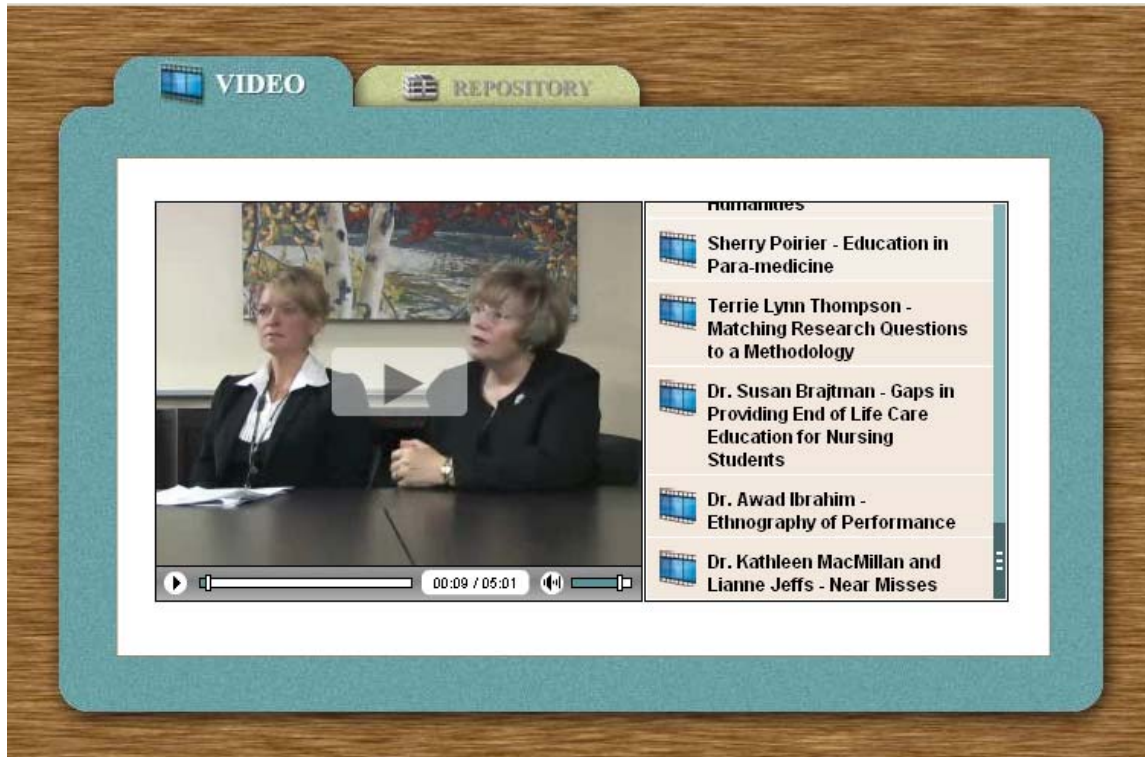 VIDEO
REPOSITORY
Humanities
Sherry Poirier - Education in
Para-medicine
Terrie Lynn Thompson -
Matching Research Questions
to a Methodology
Dr. Susan Brajtman - Gaps in
Providing End of Life Care
Education for Nursing
Students
Dr. Awad Ibrahim -
Ethnography of Performance
Dr. Kathleen MacMillan and
Lianne Jeffs - Near Misses
00:09 / 05:01